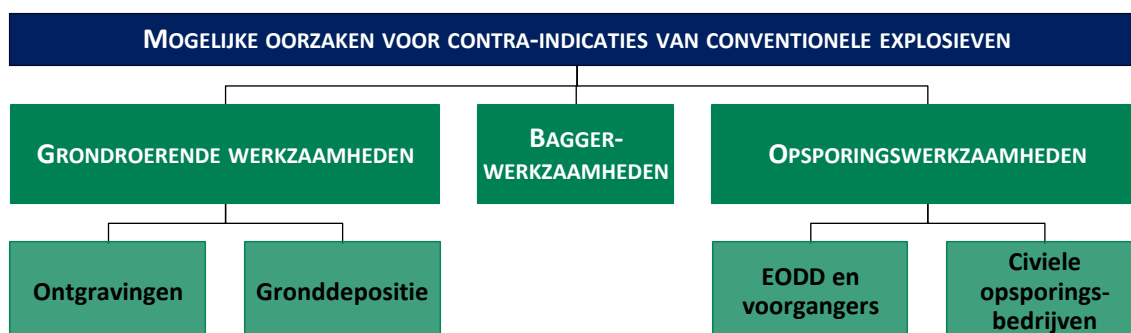 MOGELIJKE OORZAKEN VOOR CONTRA-INDICATIES VAN CONVENTIONELE EXPLOSIEVEN
GRONDROERENDE WERKZAAMHEDEN
BAGGER-
WERKZAAMHEDEN
OPSPORINGSWERKZAAMHEDEN
Ontgravingen
Gronddepositie
EODD en
voorgangers
Civiele
opsporings-
bedrijven